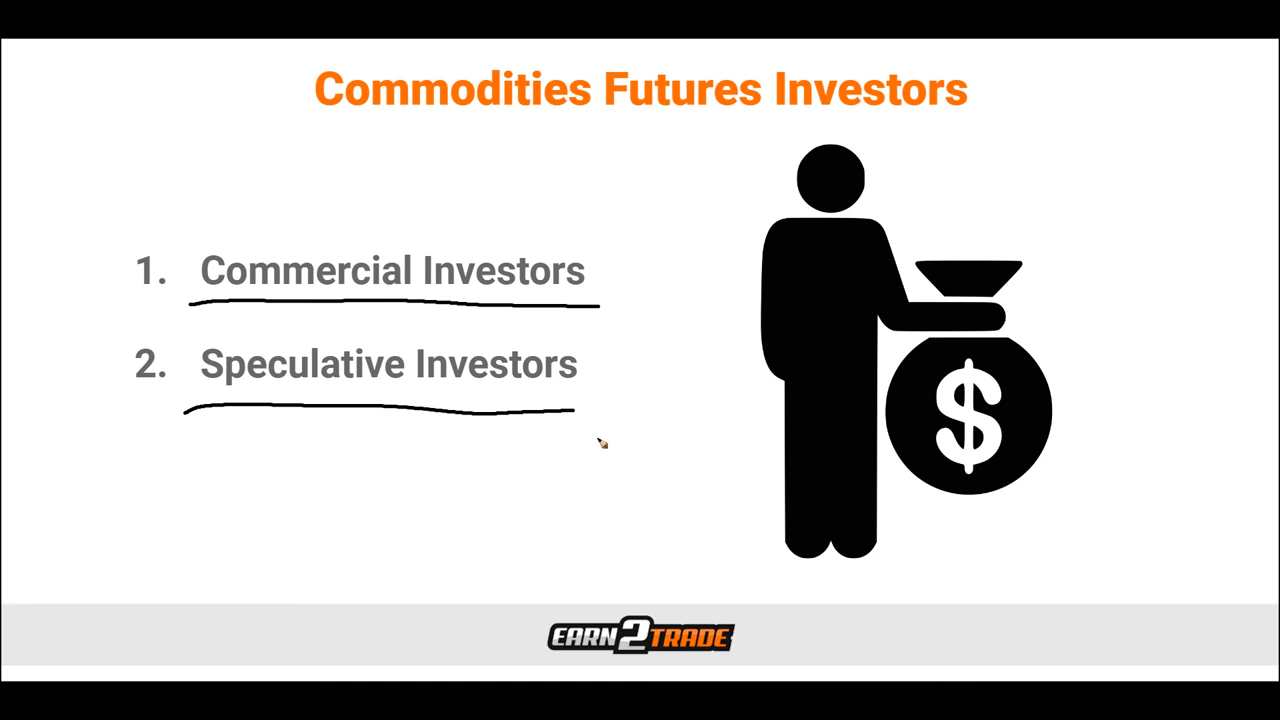 Commodities Futures Investors
1. Commercial Investors
2. Speculative Investors
$
EARN2TRADE